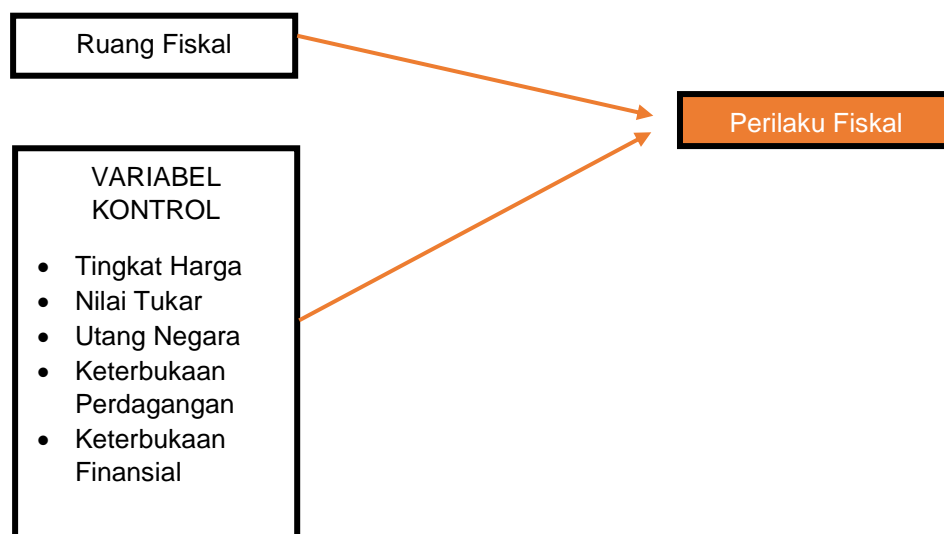 Ruang Fiskal
Perilaku Fiskal
VARIABEL
KONTROL
• Tingkat Harga
• Nilai Tukar
• Utang Negara
• Keterbukaan
Perdagangan
• Keterbukaan
Finansial